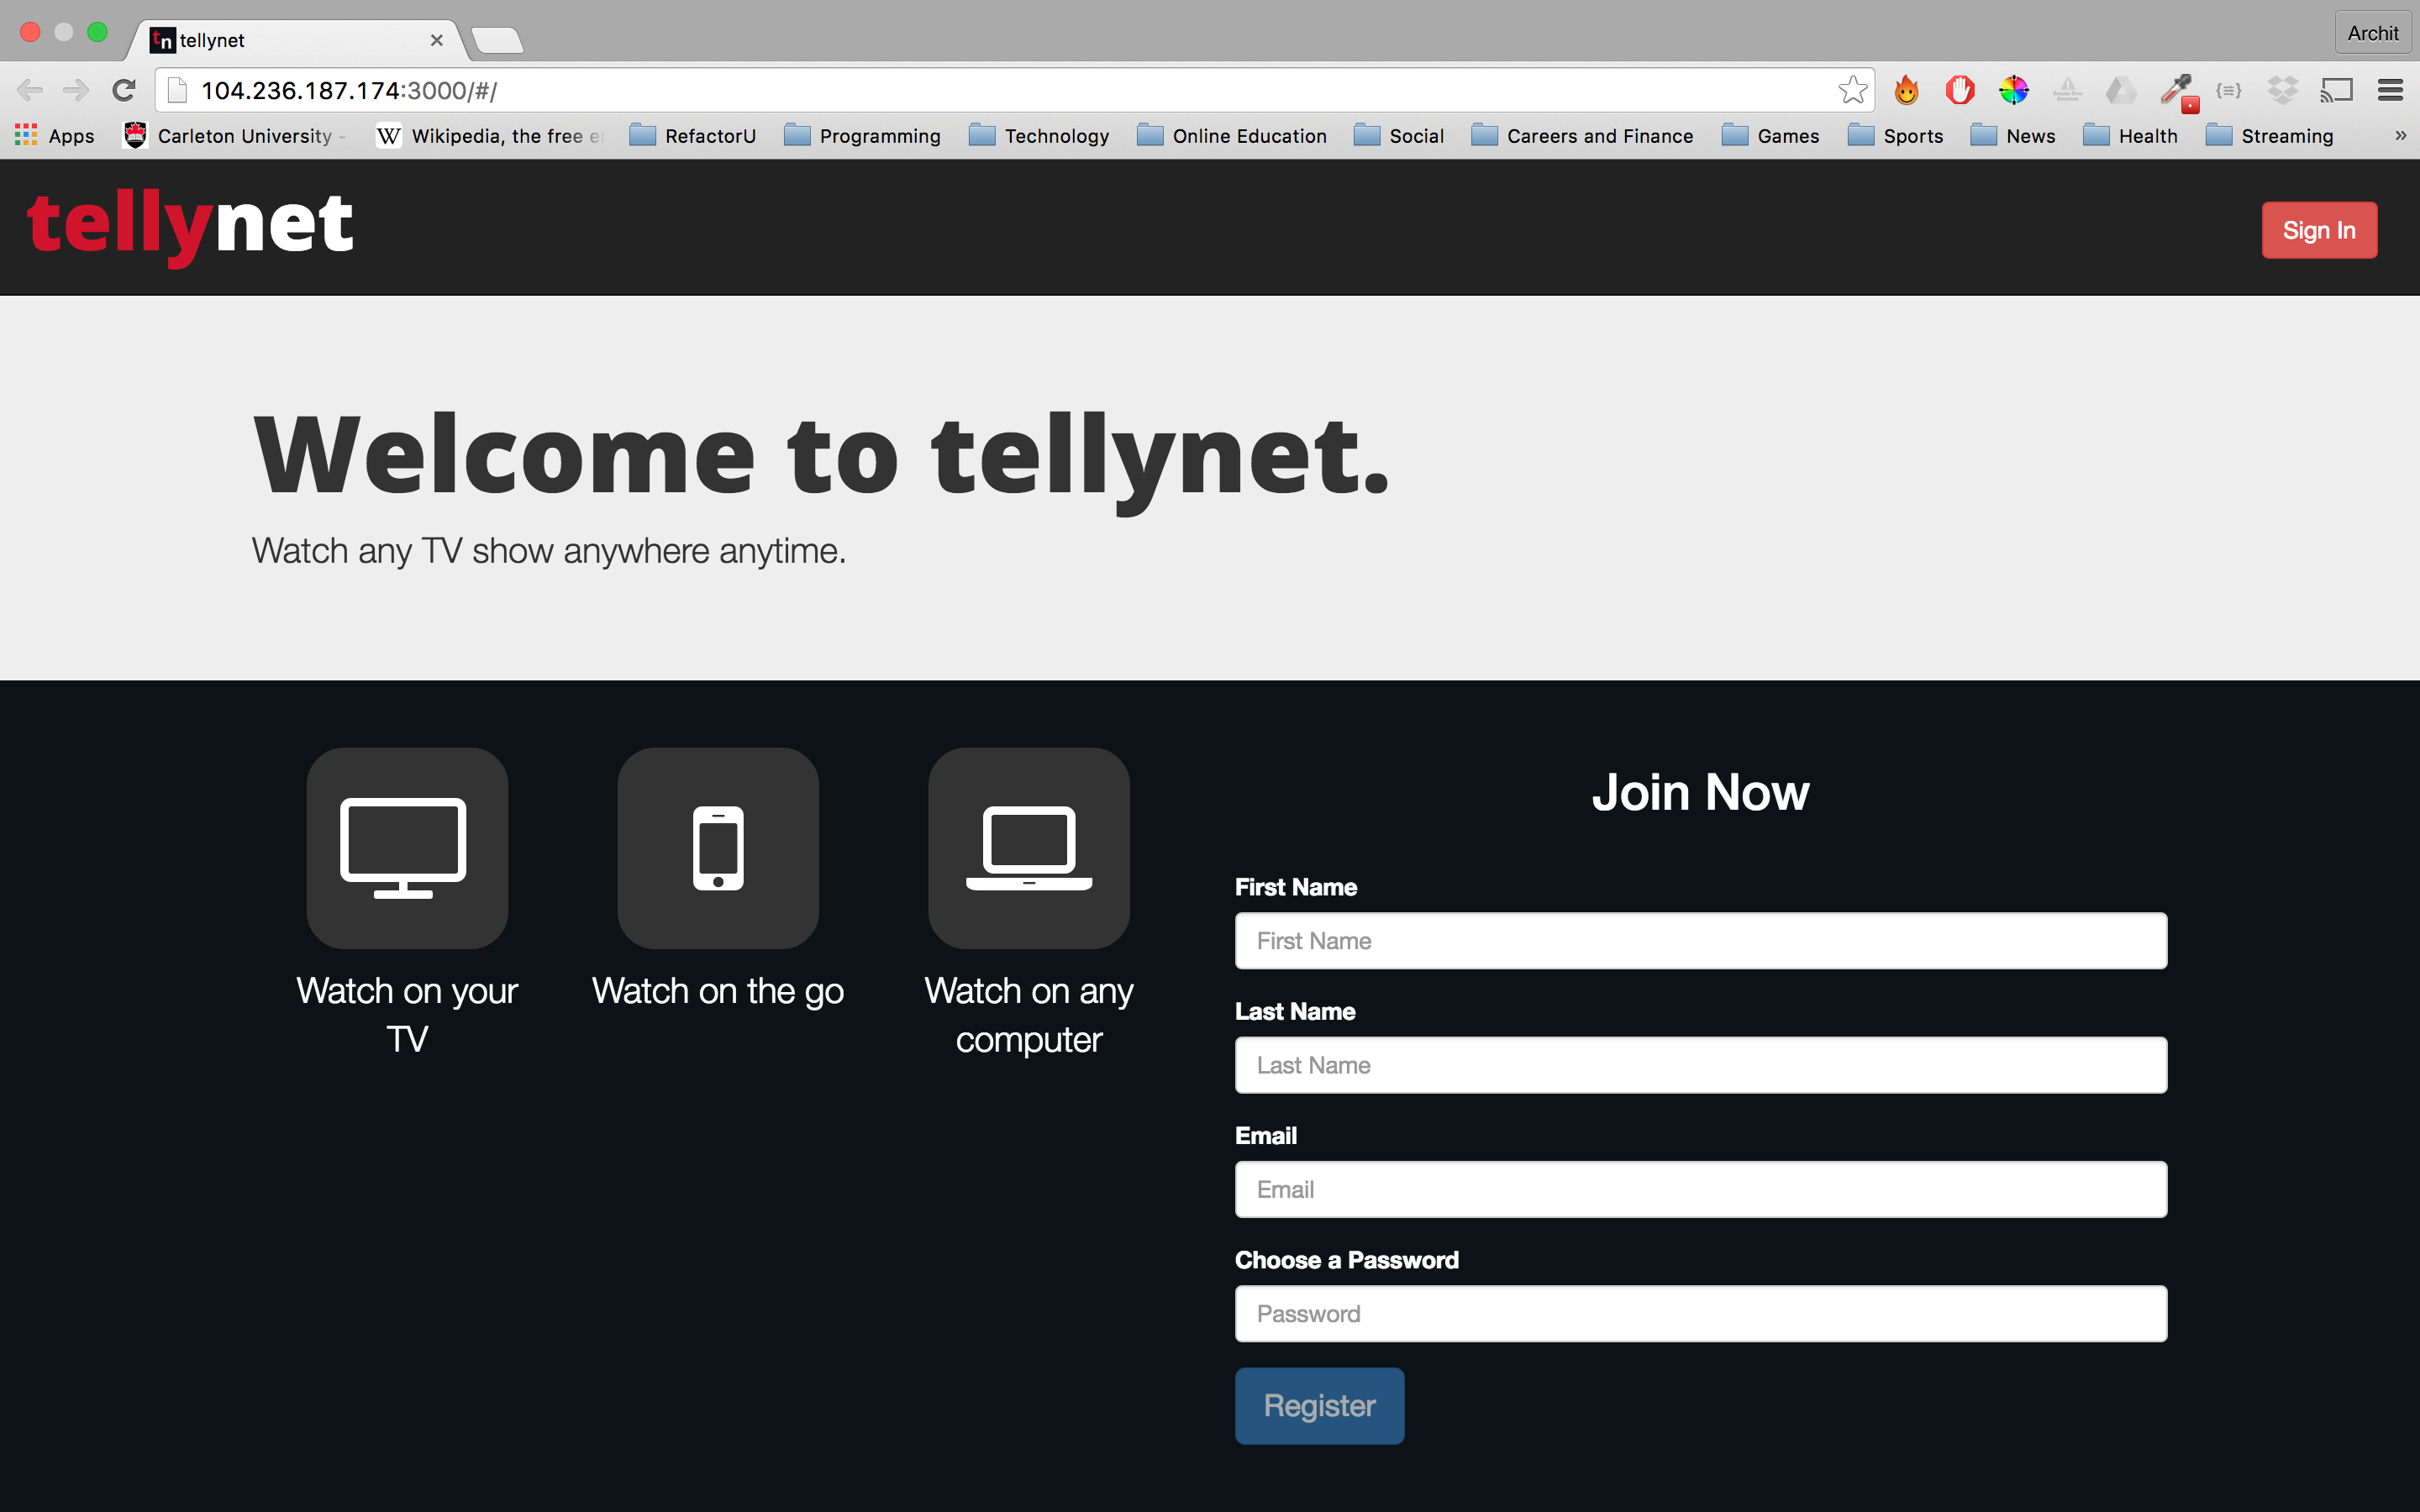 tn tellynet
Archit
104.236.187.174:3000/#/
Apps Carleton University - Wikipedia, the free e RefactorU Programming Technology Online Education Social Careers and Finance Games Sports News Health Streaming »
tellynet
Sign In
Welcome to tellynet.
Watch any TV show anywhere anytime.
Watch on your
TV
Watch on the go
Watch on any
computer
Join Now
First Name
First Name
Last Name
Last Name
Email
Email
Choose a Password
Password
Register